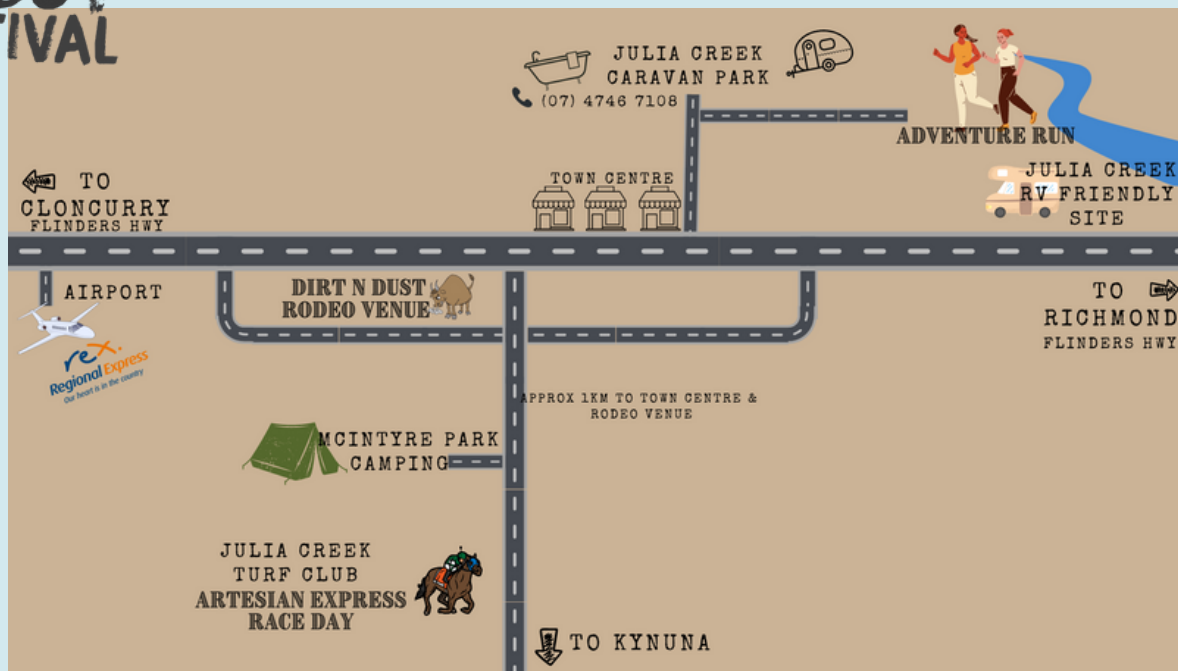 TIVAL
JULIA CREEK
CARAVAN PARK
(07) 4746 7108
ADVENTURE RUN
TO
CLONCURRY
FLINDERS HWY
TOWN CENTRE
JULIA CREEK
RV FRIENDLY
SITE
AIRPORT
DIRT N DUST
RODEO VENUE
TO
RICHMOND
FLINDERS HWY
rex.
Regional Express
Our heart is in the country
APPROX 1KM TO TOWN CENTRE &
RODEO VENUE
MCINTYRE PARK
CAMPING
JULIA CREEK
TURF CLUB
ARTESIAN EXPRESS
RACE DAY
TO KYNUNA